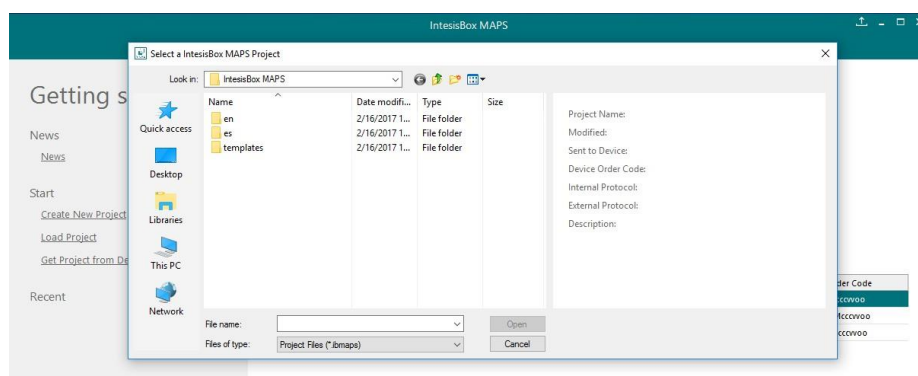 IntesisBox MAPS
Select a IntesisBox MAPS Project
Look in: IntesisBox MAPS
Getting s
News
News
Start
Create New Project
Load Project
Get Project from De
Recent
Quick access
Desktop
Libraries
This PC
Network
Name Date modifi... Type Size
en 2/16/2017 1... File folder
es 2/16/2017 1... File folder
templates 2/16/2017 1... File folder
Project Name:
Modified:
Sent to Device:
Device Order Code:
Internal Protocol:
External Protocol:
Description:
File name: Open
Files of type: Project Files (*.ibmaps) Cancel
der Code